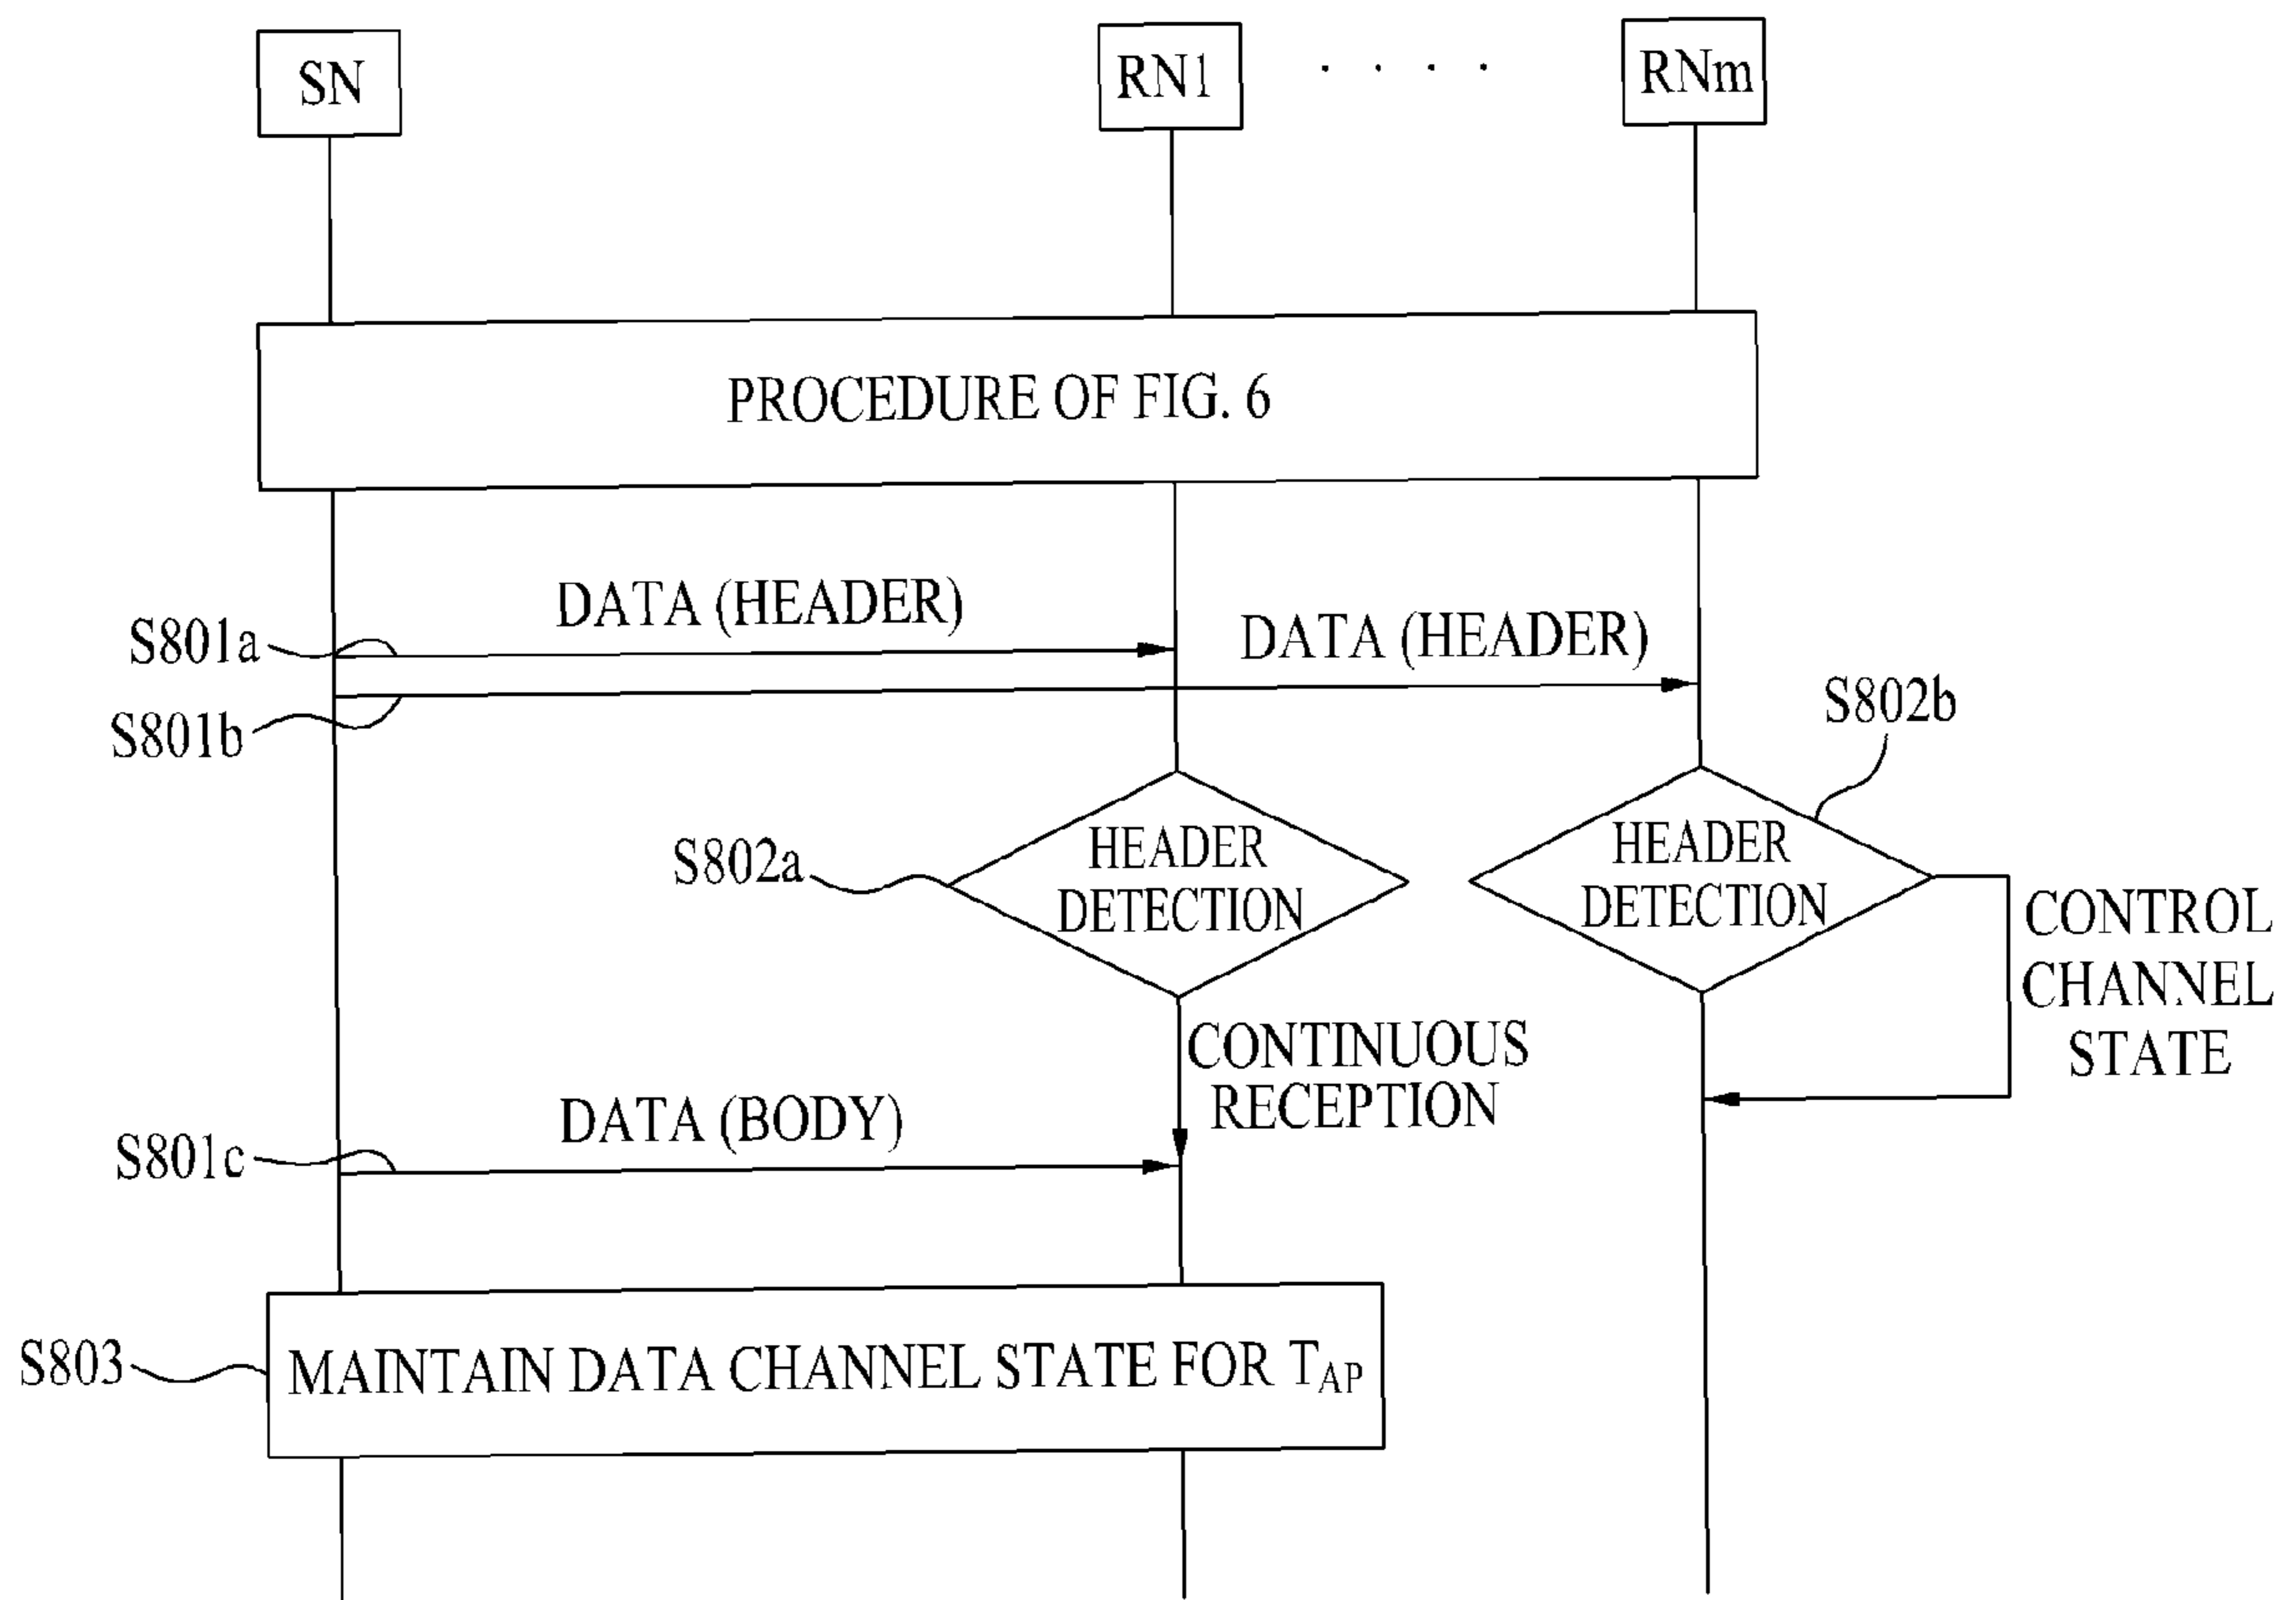 SN
RN1
. . . .
RNm
PROCEDURE OF FIG. 6
DATA (HEADER)
S801a
DATA (HEADER)
S801b
S802b
S802a
HEADER
DETECTION
HEADER
DETECTION
CONTROL
CHANNEL
STATE
CONTINUOUS
RECEPTION
DATA (BODY)
S801c
S803
MAINTAIN DATA CHANNEL STATE FOR TAP